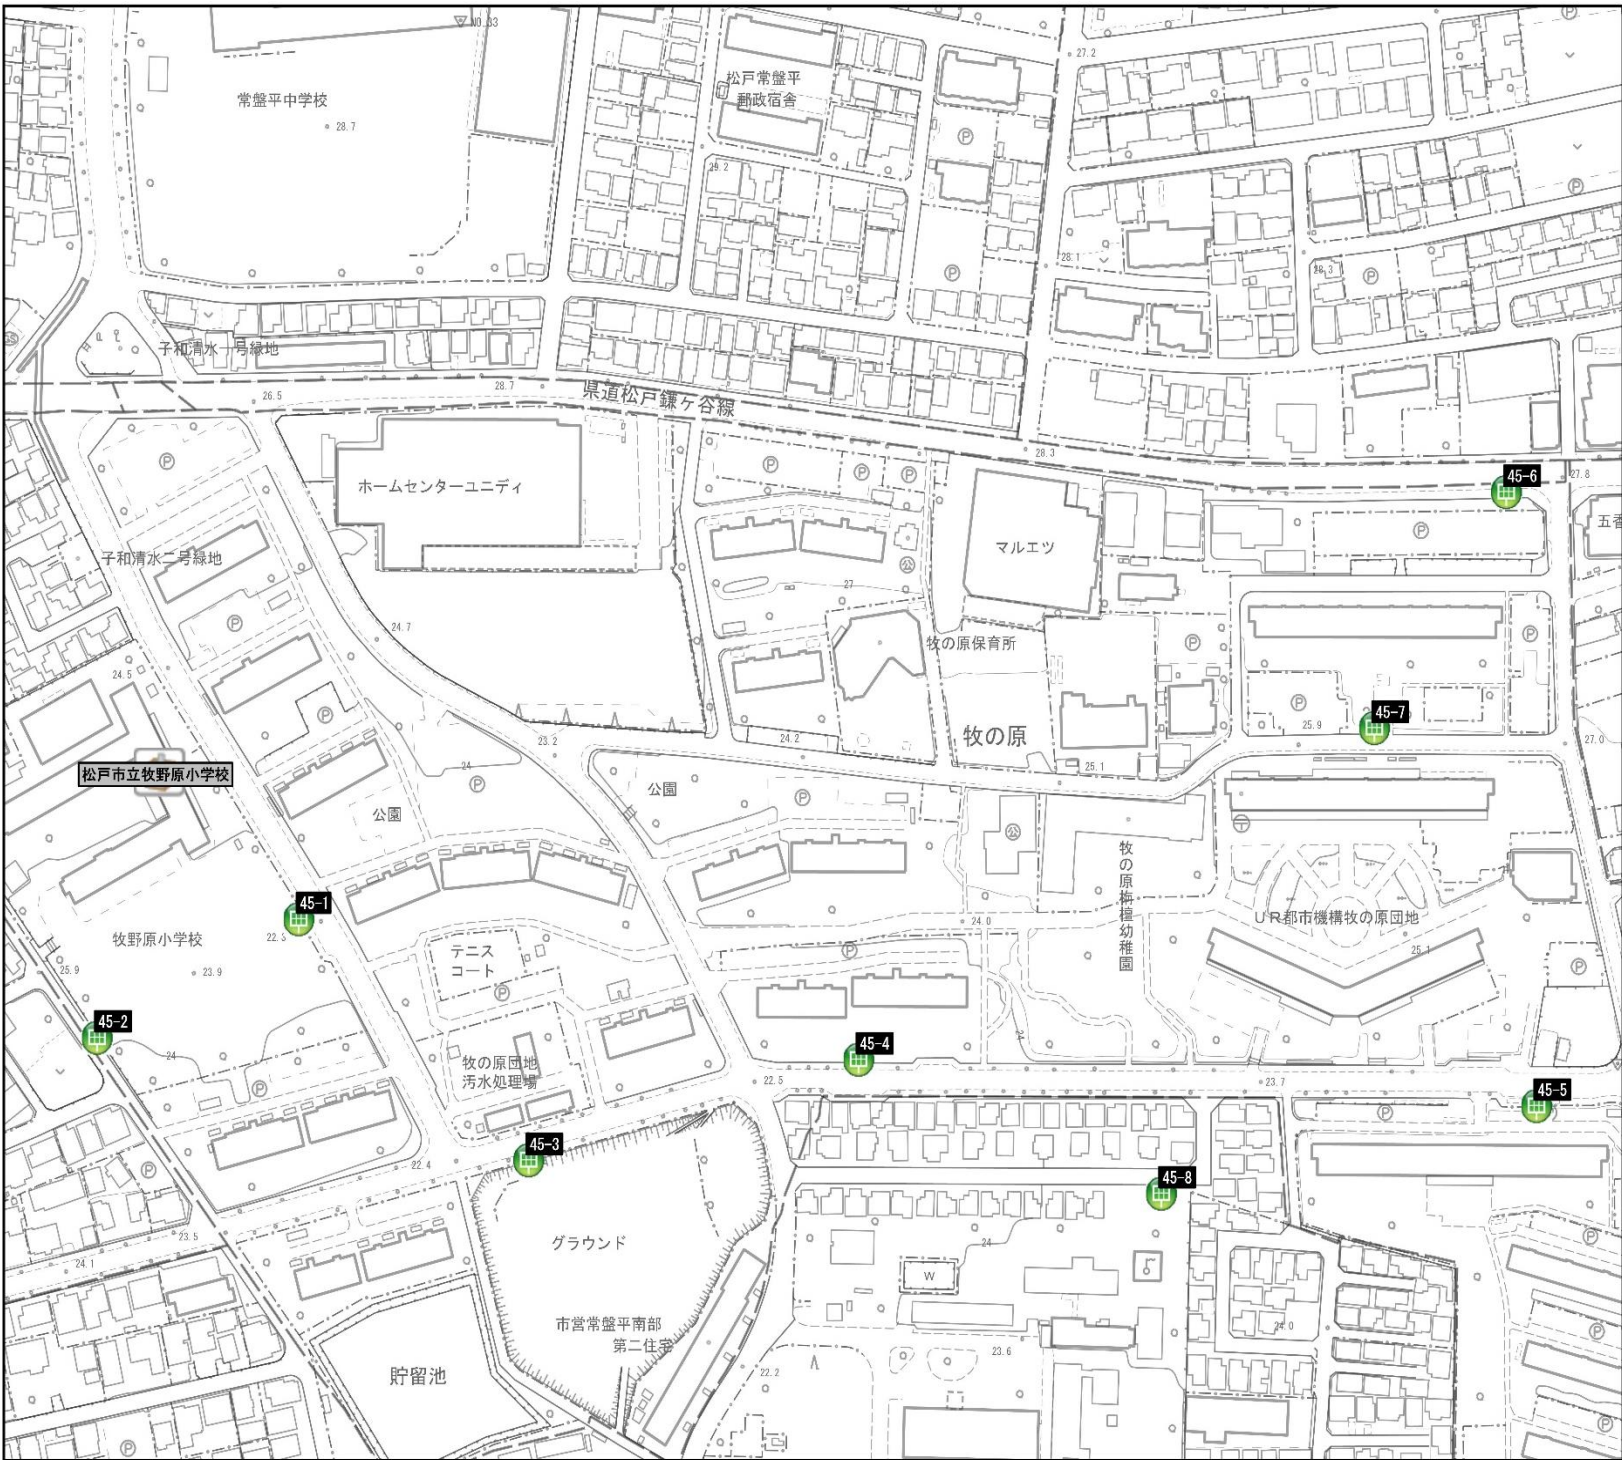 NO.33
27.2
松戸常盤平
郵政宿舎
常盤平中学校
28.7
29.2
28.1
28.3
子和清水一号緑地
26.5
28.7
県道松戸鎌ヶ谷線
28.3
27.8
45-6
ホームセンターユニディ
マルエツ
五香
子和清水二号緑地
27
24.7
牧の原保育所
24.5
45-7
25.9
24.2
牧の原
27.0
23.2
25.1
松戸市立牧野原小学校
24
公園
公園
牧の原栴檀幼稚園
45-1
22.3
24.0
UR都市機構牧の原団地
牧野原小学校
テニス
コート
25.1
25.9
23.9
45-2
24
24
45-4
牧の原団地
汚水処理場
22.5
23.7
45-5
45-3
22.4
45-8
23.5
24.1
グラウンド
24
W
市営常盤平南部
第二住宅
24.0
23.6
貯留池
22.2